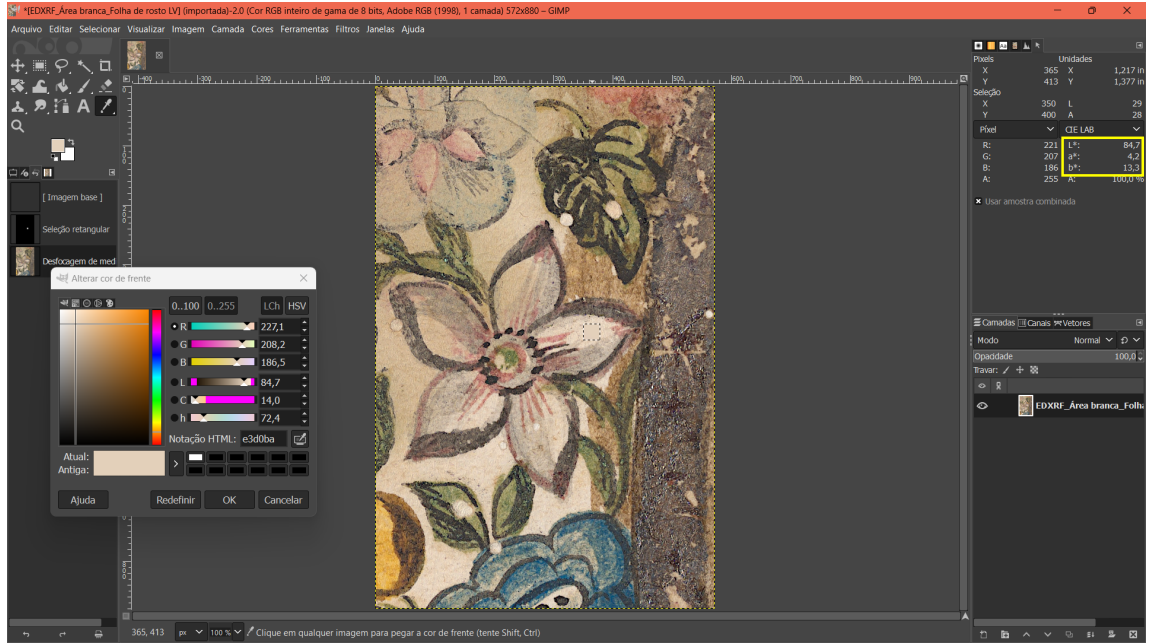 *[EDXRF_Área branca_Folha de rosto LV] (importada)-2.0 (Cor RGB inteiro de gama de 8 bits, Adobe RGB (1998), 1 camada) 572x880 – GIMP
Arquivo Editar Selecionar Visualizar Imagem Camada Cores Ferramentas Filtros Janelas Ajuda
[ Imagem base ]
Seleção retangular
Desfocagem de med
Alterar cor de frente
0..100 0..255 LCh HSV
R 227,1
G 208,2
B 186,5
L 84,7
C 14,0
h 72,4
Notação HTML: e3d0ba
Atual:
Antiga:
Ajuda Redefinir OK Cancelar
365, 413 px 100 % Clique em qualquer imagem para pegar a cor de frente (tente Shift, Ctrl)
Pixels Unidades
X 365 X 1,217 in
Y 413 Y 1,377 in
Seleção
X 350 L 29
Y 400 A 28
Píxel CIE LAB
R: 221 L*: 84,7
G: 207 a*: 4,2
B: 186 b*: 13,3
A: 255 A: 100,0 %
Usar amostra combinada
Camadas Canais Vetores
Modo Normal
Opacidade 100,0
Travar:
EDXRF_Área branca_Folh